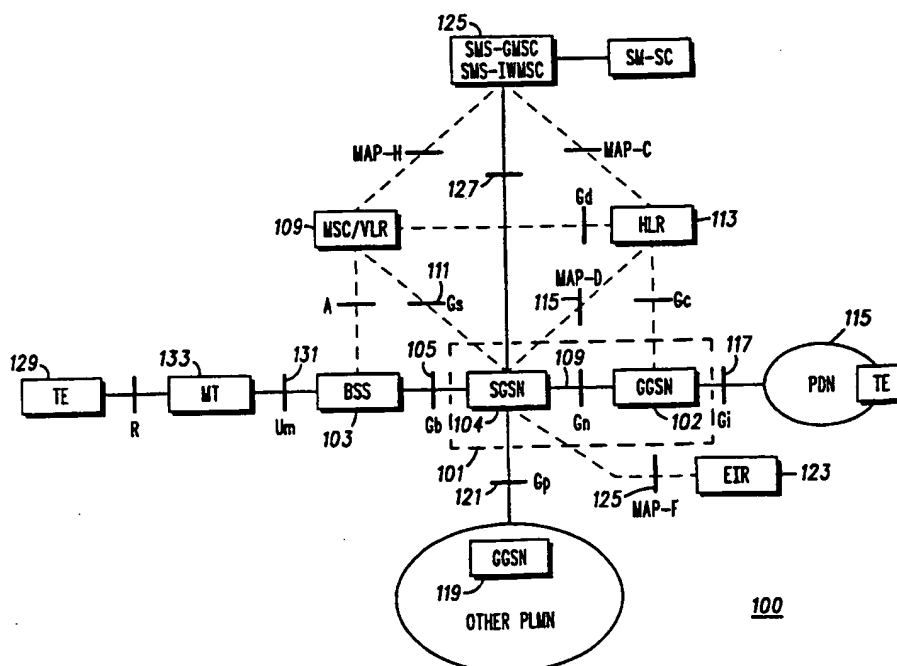 125
SMS-GMSC
SMS-IWMSC
SM-SC
MAP-H
MAP-C
127
Gd
109
MSC/VLR
HLR
113
A
111
Gs
MAP-D
115
Gc
115
129
133
131
105
109
117
TE
MT
BSS
SGSN
GGSN
PDN
TE
R
Um
103
Gb
104
Gn
102
Gi
101
121
Gp
125
MAP-F
EIR
123
GGSN
119
OTHER PLMN
100